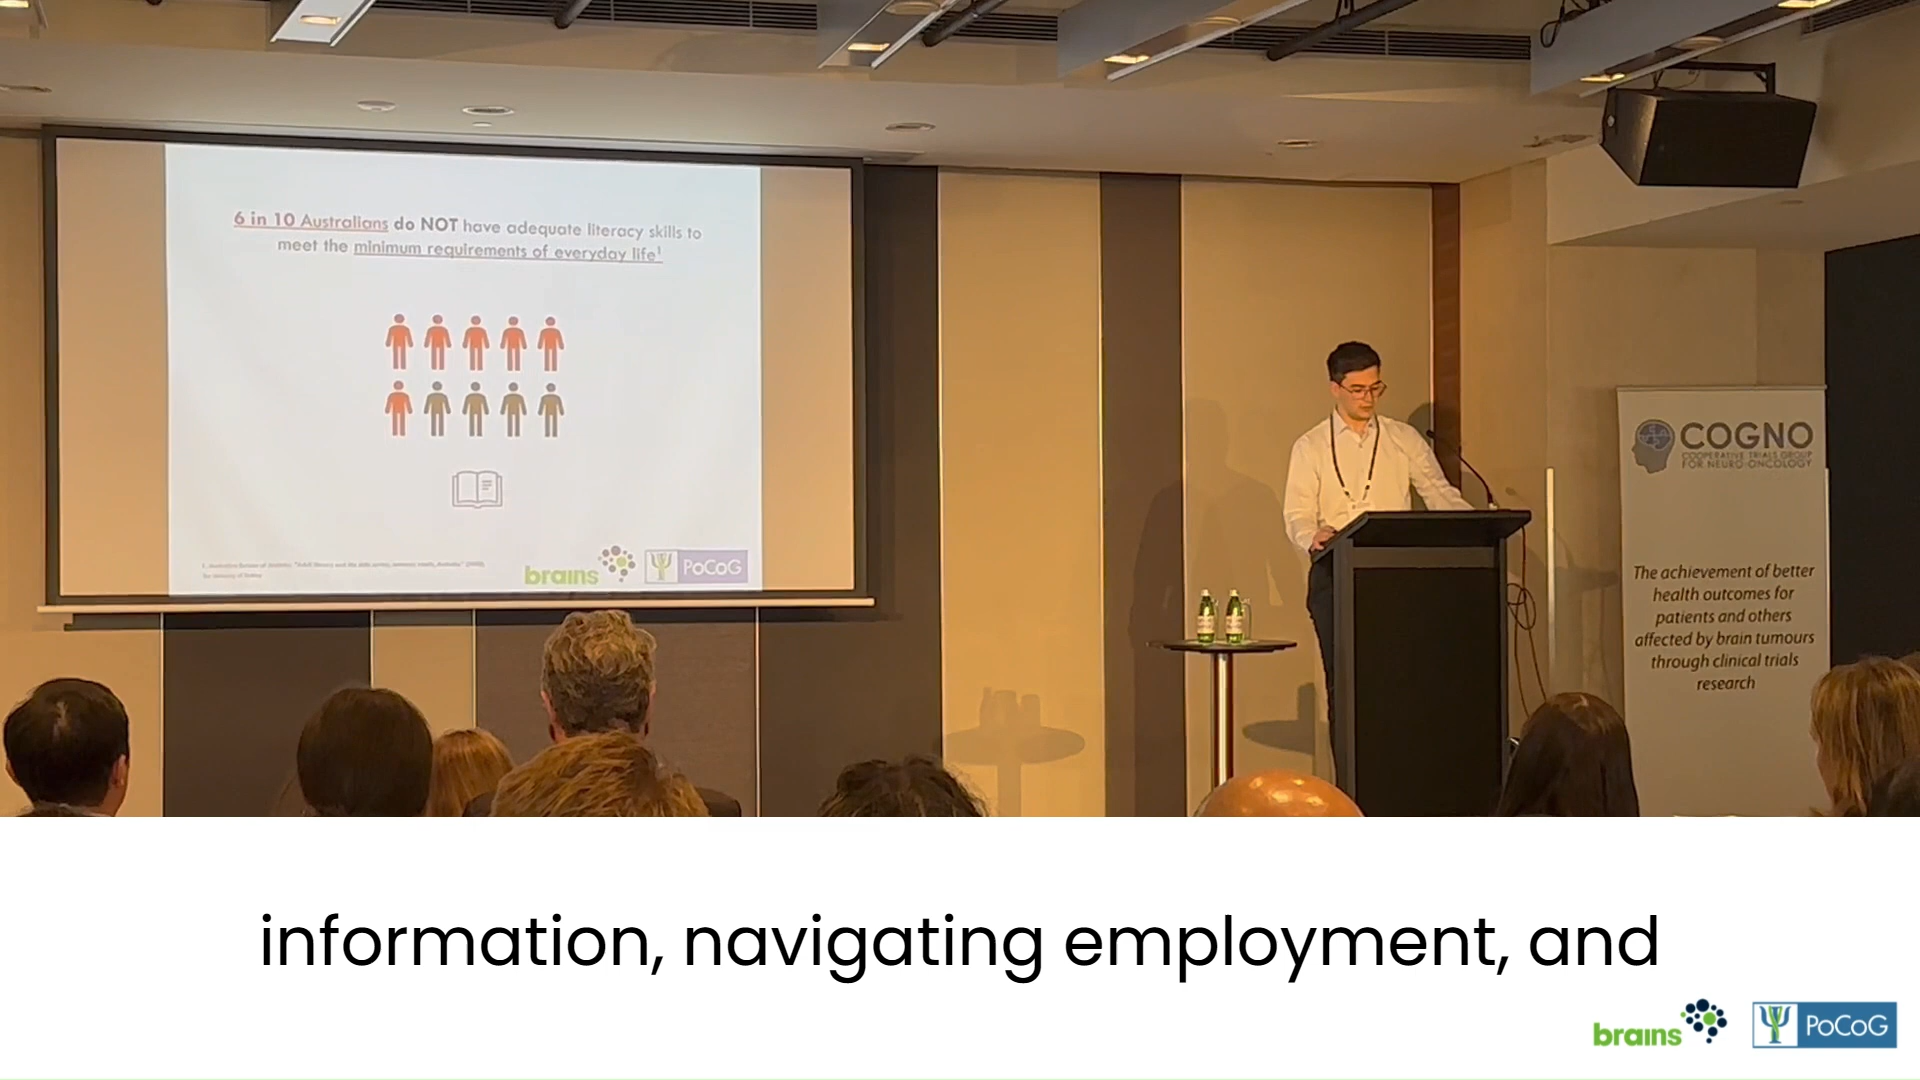 6 in 10 Australians do NOT have adequate literacy skills to
meet the minimum requirements of everyday life¹
brains
PoCoG
COGNO
COOPERATIVE TRIALS GROUP
FOR NEURO-ONCOLOGY
The achievement of better
health outcomes for
patients and others
affected by brain tumours
through clinical trials
research
information, navigating employment, and
brains
PoCoG